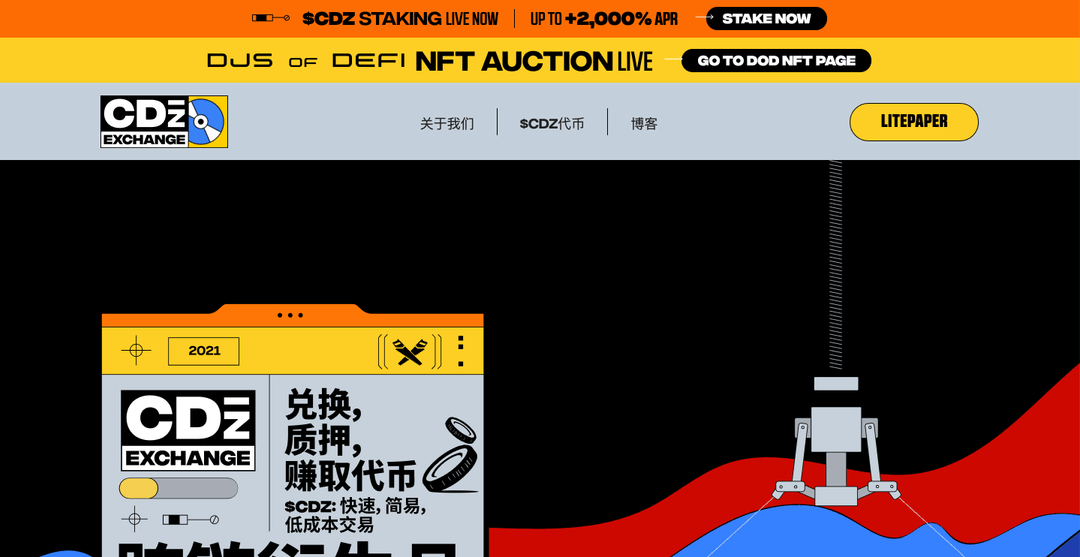 $CDZ STAKING LIVE NOW UP TO +2,000% APR STAKE NOW
DJS OF DEFI NFT AUCTION LIVE GO TO DOD NFT PAGE
CDZ
EXCHANGE
关于我们 $CDZ代币 博客
LITEPAPER
2021
CDZ
EXCHANGE
兑换,
质押,
赚取代币
$CDZ: 快速, 简易,
低成本交易